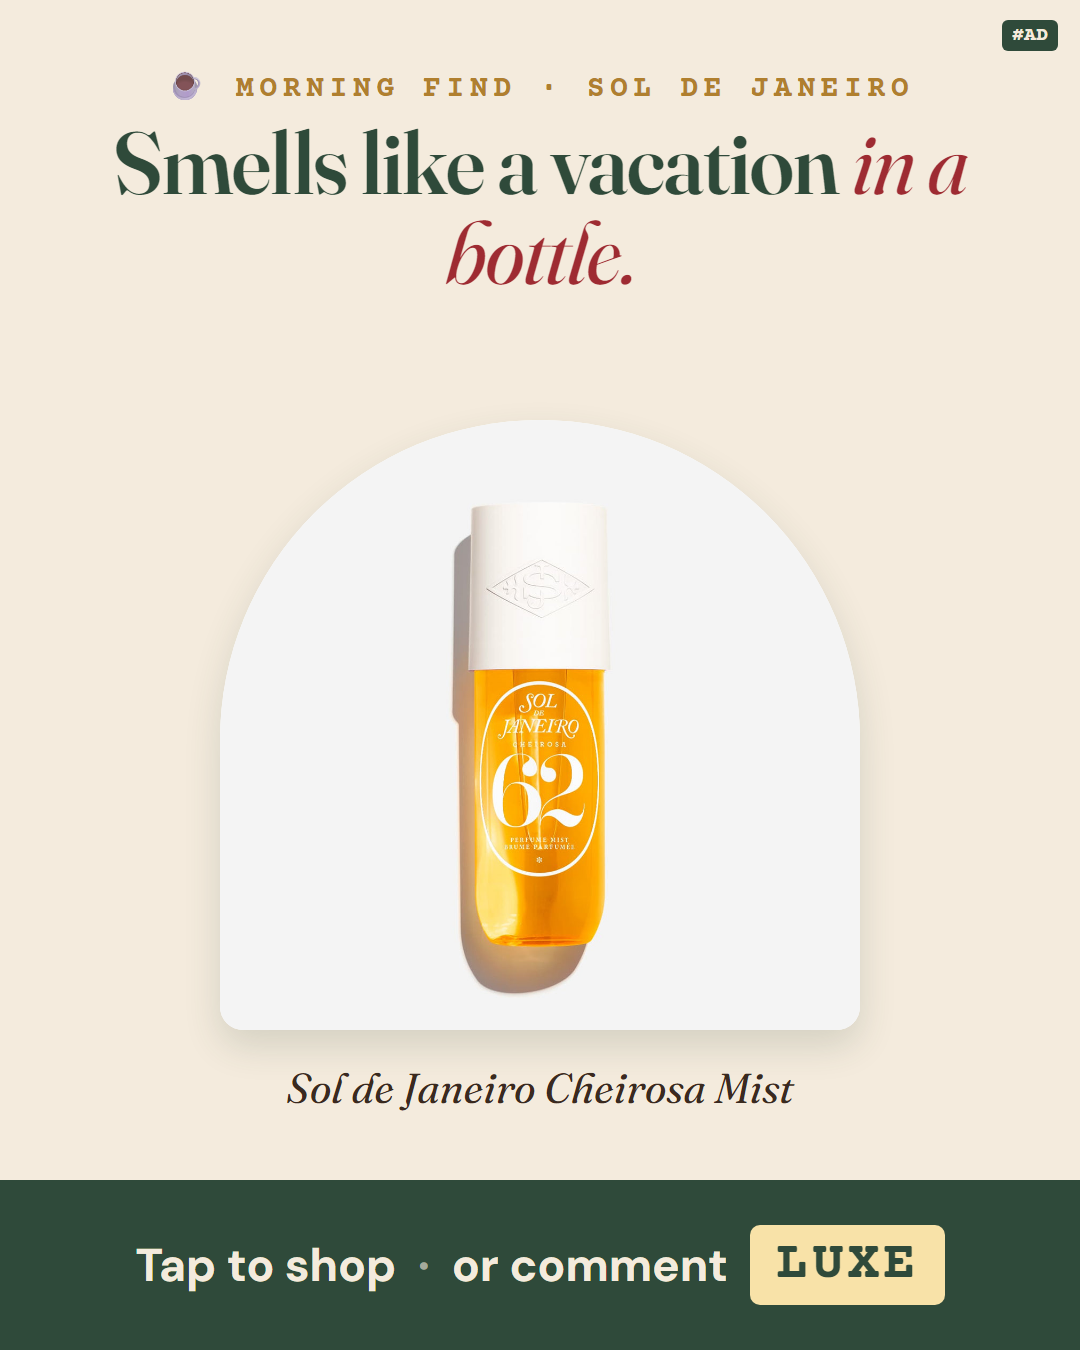 #AD
MORNING FIND · SOL DE JANEIRO
Smells like a vacation in a
bottle.
SOL
DE
JANEIRO
CHEIROSA
62
PERFUME MIST
BRUME PARFUMÉE
Sol de Janeiro Cheirosa Mist
Tap to shop · or comment LUXE